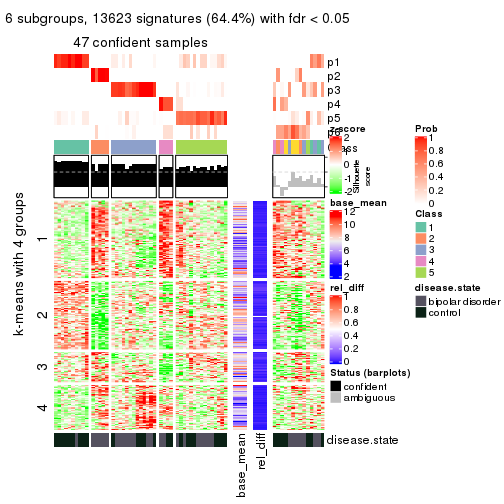 6 subgroups, 13623 signatures (64.4%) with fdr < 0.05
47 confident samples
p1
p2
p3
p4
p5
z-score
2
1
0
-1
-2
Silhouette
score
Prob
1
0.8
0.6
0.4
0.2
0
base_mean
12
10
8
6
4
2
Class
1
2
3
4
5
rel_diff
1
0.8
0.6
0.4
0.2
0
disease.state
bipolar disorder
control
Status (barplots)
confident
ambiguous
k-means with 4 groups
1
2
3
4
disease.state
base_mean
rel_diff